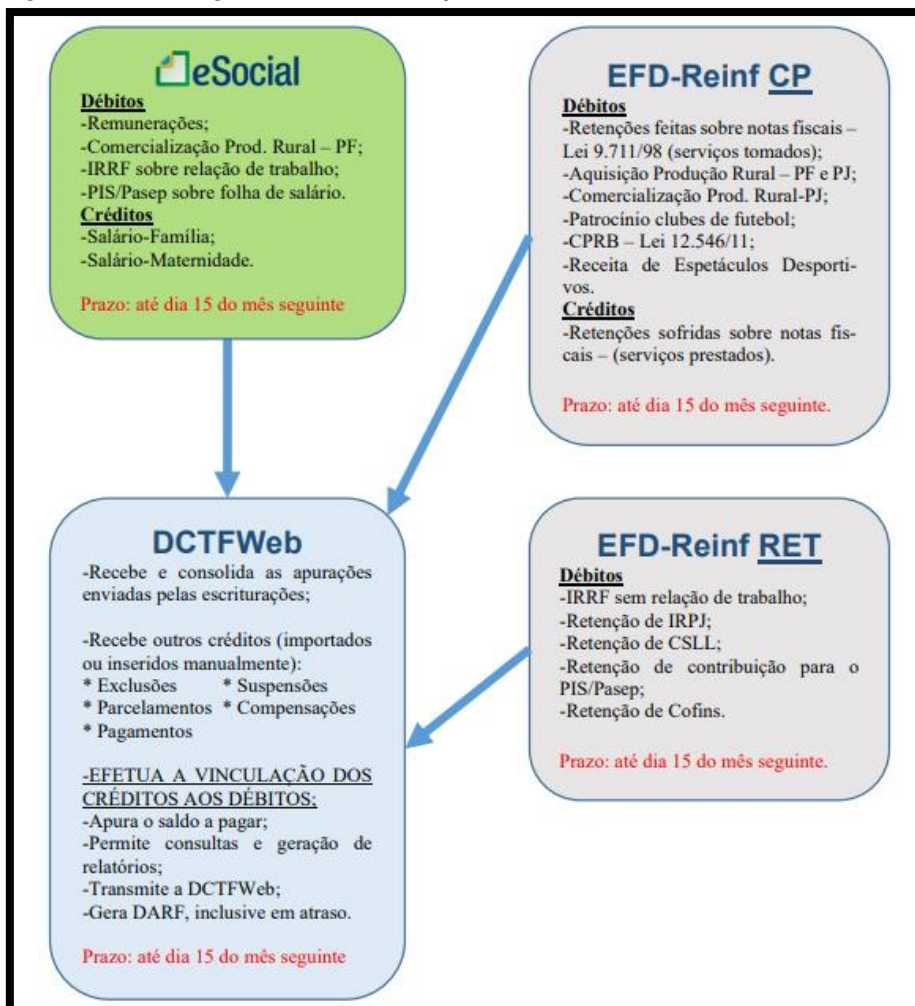 eSocial
Débitos
-Remunerações;
-Comercialização Prod. Rural – PF;
-IRRF sobre relação de trabalho;
-PIS/Pasep sobre folha de salário.
Créditos
-Salário-Família;
-Salário-Maternidade.
Prazo: até dia 15 do mês seguinte
EFD-Reinf CP
Débitos
-Retenções feitas sobre notas fiscais –
Lei 9.711/98 (serviços tomados);
-Aquisição Produção Rural – PF e PJ;
-Comercialização Prod. Rural-PJ;
-Patrocínio clubes de futebol;
-CPRB – Lei 12.546/11;
-Receita de Espetáculos Desporti-
vos.
Créditos
-Retenções sofridas sobre notas fis-
cais – (serviços prestados).
Prazo: até dia 15 do mês seguinte.
DCTFWeb
-Recebe e consolida as apurações
enviadas pelas escriturações;
-Recebe outros créditos (importados
ou inseridos manualmente):
* Exclusões * Suspensões
* Parcelamentos * Compensações
* Pagamentos
-EFETUA A VINCULAÇÃO DOS
CRÉDITOS AOS DÉBITOS;
-Apura o saldo a pagar;
-Permite consultas e geração de
relatórios;
-Transmite a DCTFWeb;
-Gera DARF, inclusive em atraso.
Prazo: até dia 15 do mês seguinte
EFD-Reinf RET
Débitos
-IRRF sem relação de trabalho;
-Retenção de IRPJ;
-Retenção de CSLL;
-Retenção de contribuição para o
PIS/Pasep;
-Retenção de Cofins.
Prazo: até dia 15 do mês seguinte.